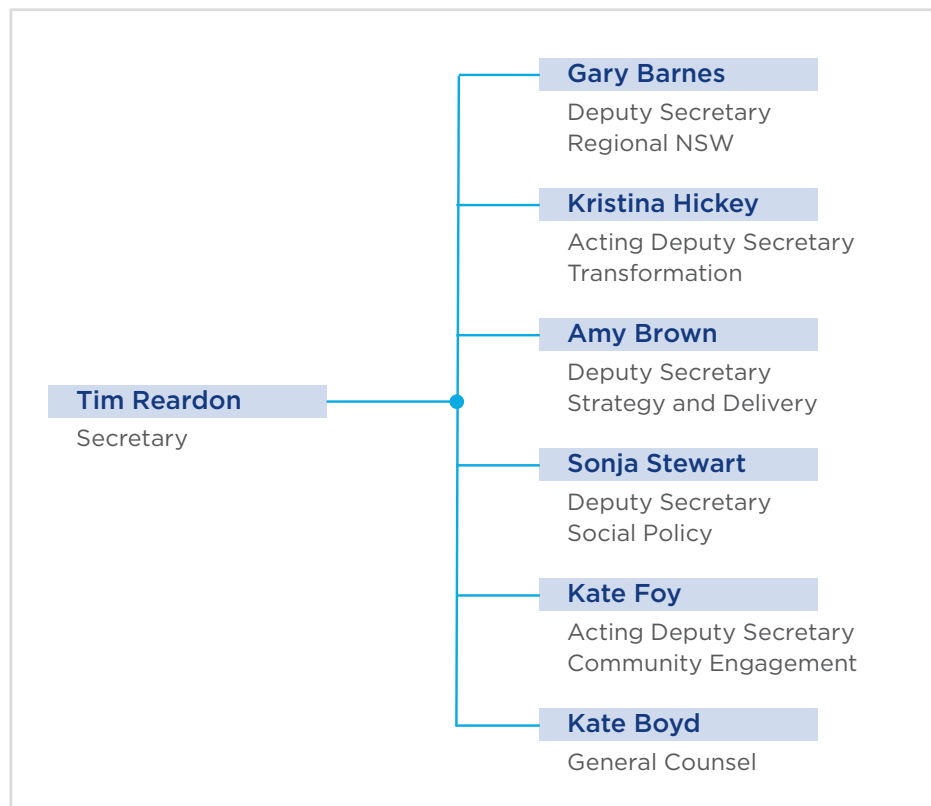 Gary Barnes
Deputy Secretary
Regional NSW
Kristina Hickey
Acting Deputy Secretary
Transformation
Amy Brown
Deputy Secretary
Strategy and Delivery
Tim Reardon
Secretary
Sonja Stewart
Deputy Secretary
Social Policy
Kate Foy
Acting Deputy Secretary
Community Engagement
Kate Boyd
General Counsel